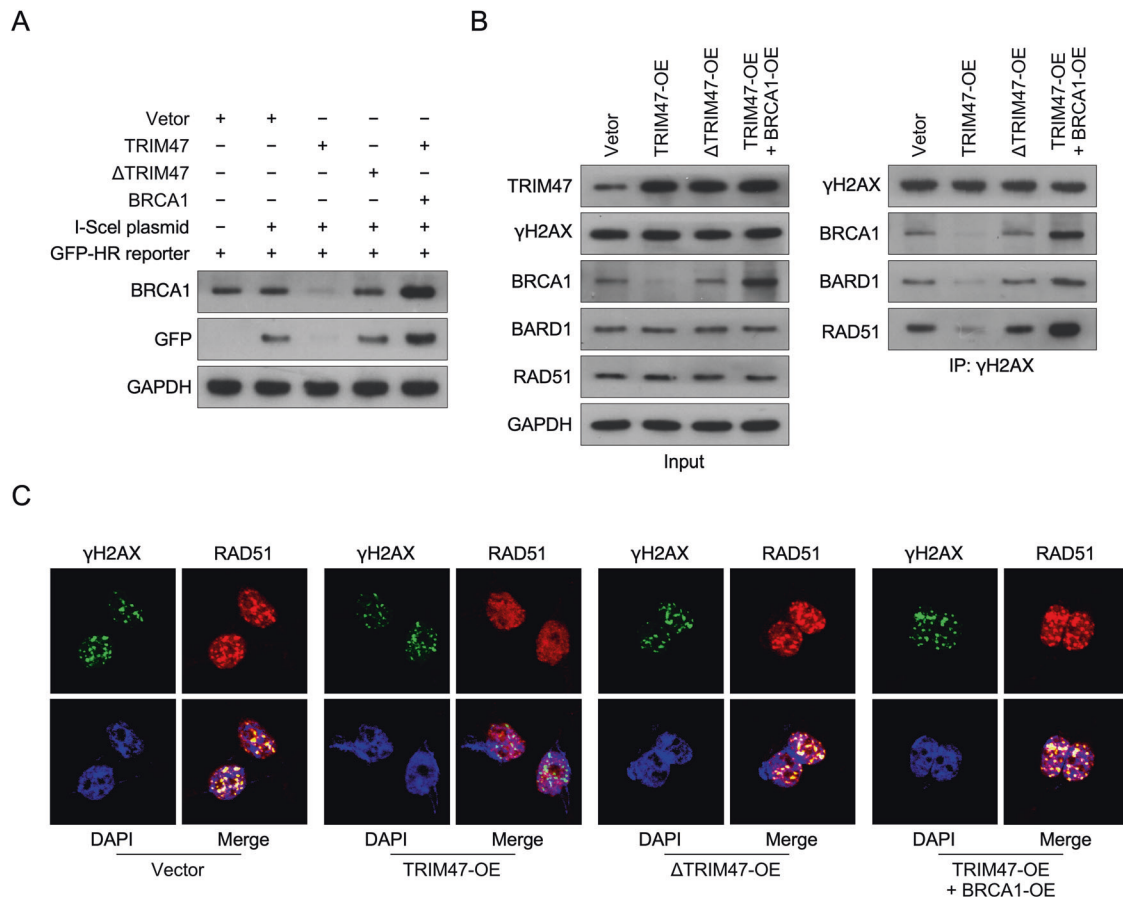 A
Vetor + + – – –
TRIM47 – – + – +
ΔTRIM47 – – – + –
BRCA1 – – – – +
I-SceI plasmid – + + + +
GFP-HR reporter + + + + +
BRCA1
GFP
GAPDH
B
Vetor
TRIM47-OE
ΔTRIM47-OE
TRIM47-OE
+ BRCA1-OE
TRIM47
γH2AX
BRCA1
BARD1
RAD51
GAPDH
Input
Vetor
TRIM47-OE
ΔTRIM47-OE
TRIM47-OE
+ BRCA1-OE
γH2AX
BRCA1
BARD1
RAD51
IP: γH2AX
C
γH2AX RAD51 γH2AX RAD51 γH2AX RAD51 γH2AX RAD51
DAPI Merge DAPI Merge DAPI Merge DAPI Merge
Vector TRIM47-OE ΔTRIM47-OE TRIM47-OE
+ BRCA1-OE